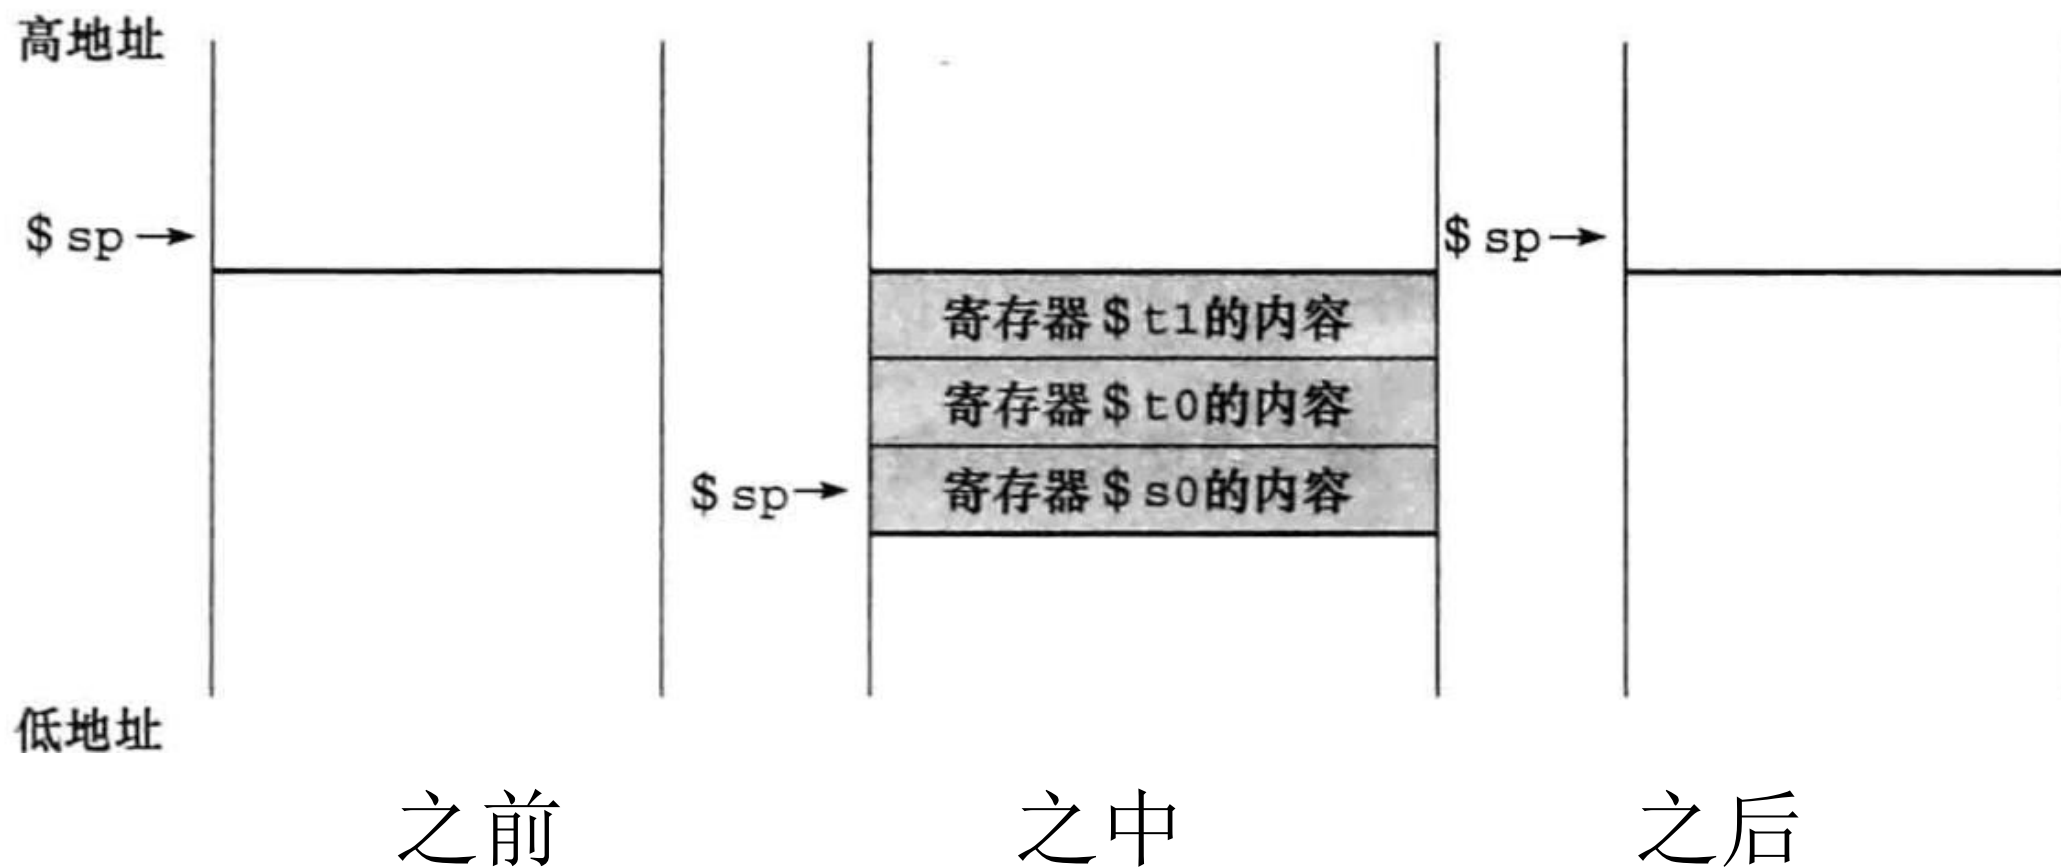 高地址
$sp→
$sp→
寄存器$t1的内容
寄存器$t0的内容
$sp→
寄存器$s0的内容
低地址
之前
之中
之后